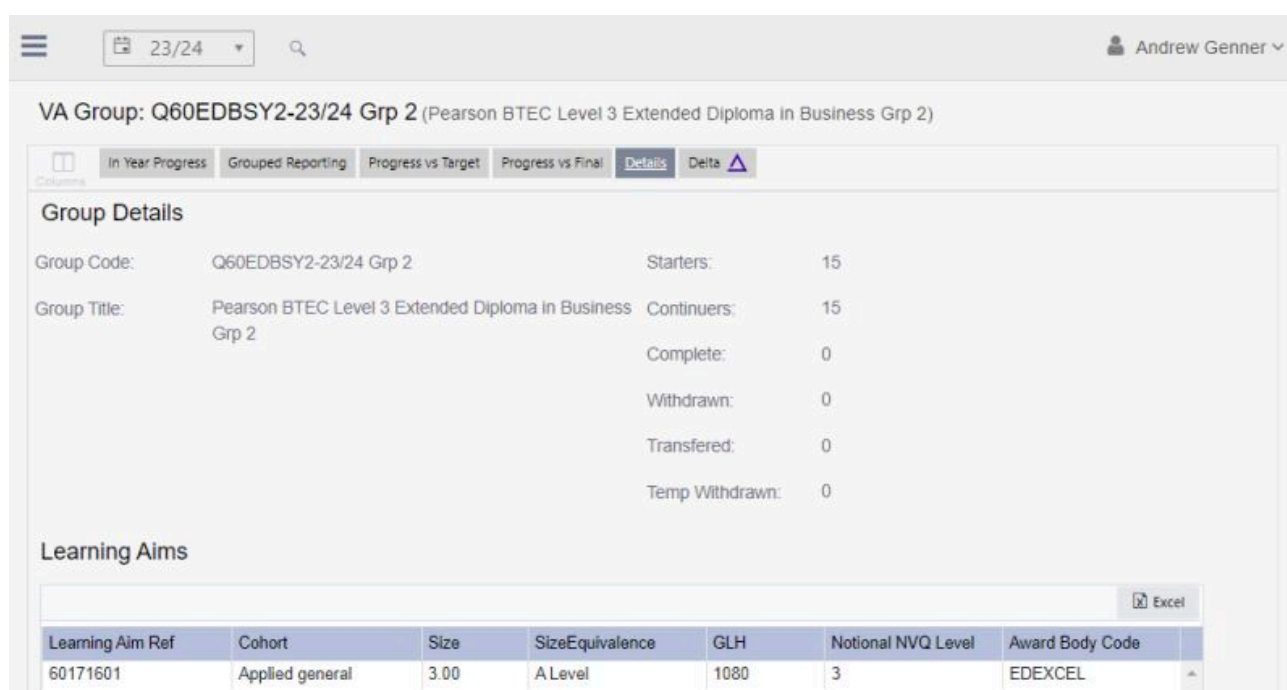 23/24 Andrew Genner
VA Group: Q60EDBSY2-23/24 Grp 2 (Pearson BTEC Level 3 Extended Diploma in Business Grp 2)
Columns In Year Progress Grouped Reporting Progress vs Target Progress vs Final Details Delta
Group Details
Group Code: Q60EDBSY2-23/24 Grp 2 Starters: 15
Group Title: Pearson BTEC Level 3 Extended Diploma in Business Continuers: 15
Grp 2
Complete: 0
Withdrawn: 0
Transfered: 0
Temp Withdrawn: 0
Learning Aims
Excel
Learning Aim Ref Cohort Size SizeEquivalence GLH Notional NVQ Level Award Body Code
60171601 Applied general 3.00 A Level 1080 3 EDEXCEL